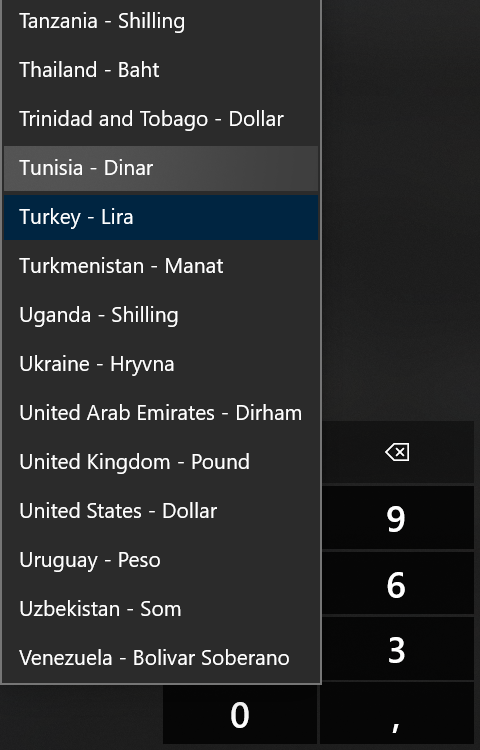 Tanzania - Shilling
Thailand - Baht
Trinidad and Tobago - Dollar
Tunisia - Dinar
Turkey - Lira
Turkmenistan - Manat
Uganda - Shilling
Ukraine - Hryvna
United Arab Emirates - Dirham
United Kingdom - Pound
United States - Dollar
Uruguay - Peso
Uzbekistan - Som
Venezuela - Bolivar Soberano
9
6
3
0 ,